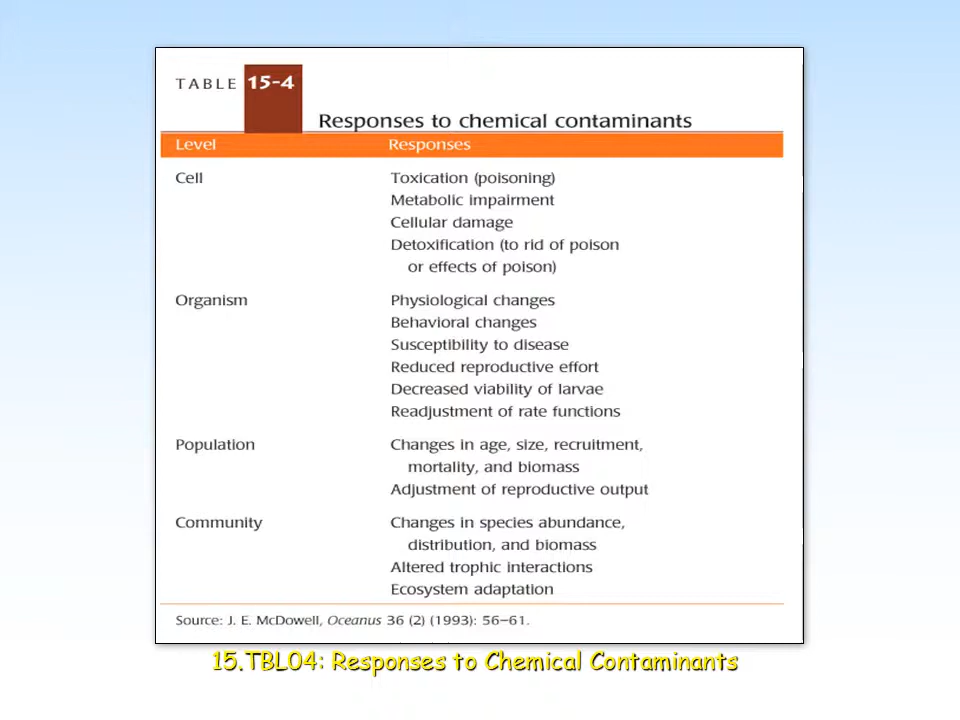 TABLE 15-4
Responses to chemical contaminants
Level Responses
Cell Toxication (poisoning)
Metabolic impairment
Cellular damage
Detoxification (to rid of poison
or effects of poison)
Organism Physiological changes
Behavioral changes
Susceptibility to disease
Reduced reproductive effort
Decreased viability of larvae
Readjustment of rate functions
Population Changes in age, size, recruitment,
mortality, and biomass
Adjustment of reproductive output
Community Changes in species abundance,
distribution, and biomass
Altered trophic interactions
Ecosystem adaptation
Source: J. E. McDowell, Oceanus 36 (2) (1993): 56–61.
15.TBL04: Responses to Chemical Contaminants